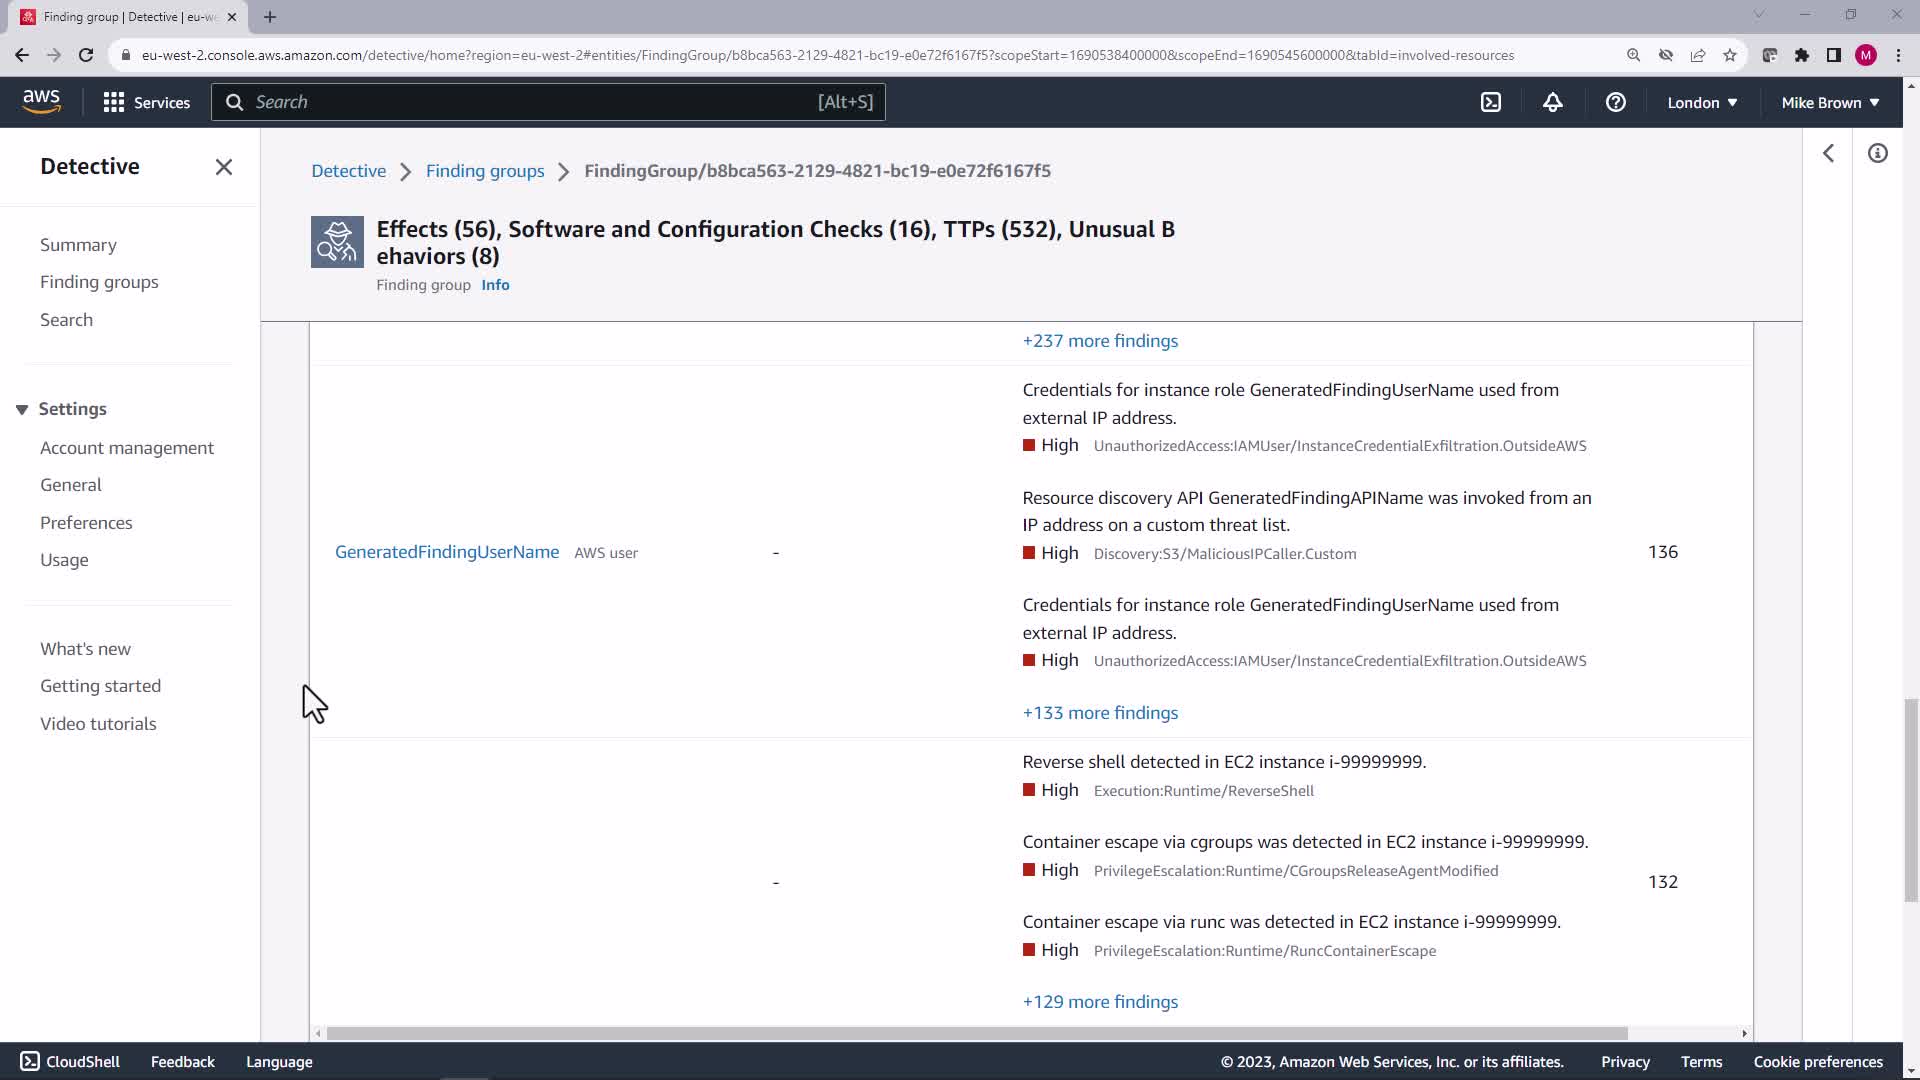 Finding group | Detective | eu-we
eu-west-2.console.aws.amazon.com/detective/home?region=eu-west-2#entities/FindingGroup/b8bca563-2129-4821-bc19-e0e72f6167f5?scopeStart=1690538400000&scopeEnd=1690545600000&tabId=involved-resources
M
aws
Services
Search
[Alt+S]
London
Mike Brown
Detective
Summary
Finding groups
Search
Settings
Account management
General
Preferences
Usage
What's new
Getting started
Video tutorials
Detective
Finding groups
FindingGroup/b8bca563-2129-4821-bc19-e0e72f6167f5
Effects (56), Software and Configuration Checks (16), TTPs (532), Unusual B
ehaviors (8)
Finding group Info
+237 more findings
GeneratedFindingUserName AWS user
-
Credentials for instance role GeneratedFindingUserName used from
external IP address.
High UnauthorizedAccess:IAMUser/InstanceCredentialExfiltration.OutsideAWS
Resource discovery API GeneratedFindingAPIName was invoked from an
IP address on a custom threat list.
High Discovery:S3/MaliciousIPCaller.Custom
Credentials for instance role GeneratedFindingUserName used from
external IP address.
High UnauthorizedAccess:IAMUser/InstanceCredentialExfiltration.OutsideAWS
+133 more findings
136
-
Reverse shell detected in EC2 instance i-99999999.
High Execution:Runtime/ReverseShell
Container escape via cgroups was detected in EC2 instance i-99999999.
High PrivilegeEscalation:Runtime/CGroupsReleaseAgentModified
Container escape via runc was detected in EC2 instance i-99999999.
High PrivilegeEscalation:Runtime/RuncContainerEscape
+129 more findings
132
CloudShell
Feedback
Language
© 2023, Amazon Web Services, Inc. or its affiliates.
Privacy
Terms
Cookie preferences